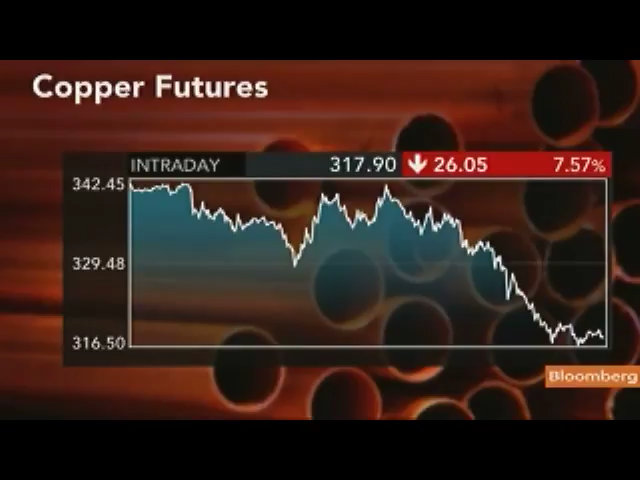 Copper Futures
INTRADAY 317.90 26.05 7.57%
342.45
329.48
316.50
Bloomberg